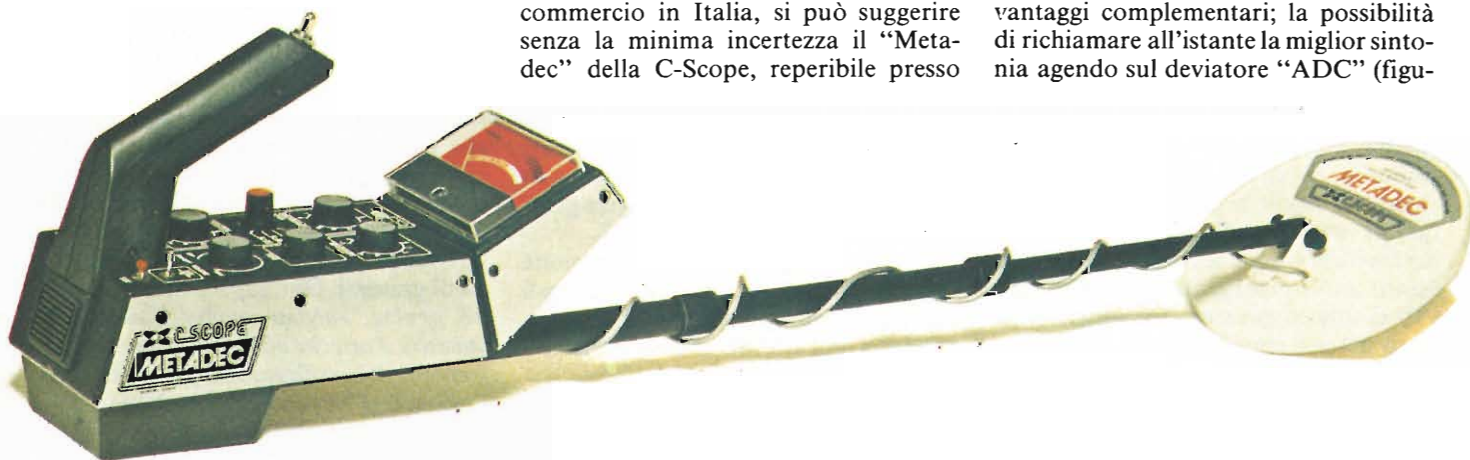 commercio in Italia, si può suggerire
senza la minima incertezza il “Meta-
dec” della C-Scope, reperibile presso
vantaggi complementari; la possibilità
di richiamare all'istante la miglior sinto-
nia agendo sul deviatore “ADC” (figu-
C-SCOPE
METADEC
METADEC
C-SCOPE